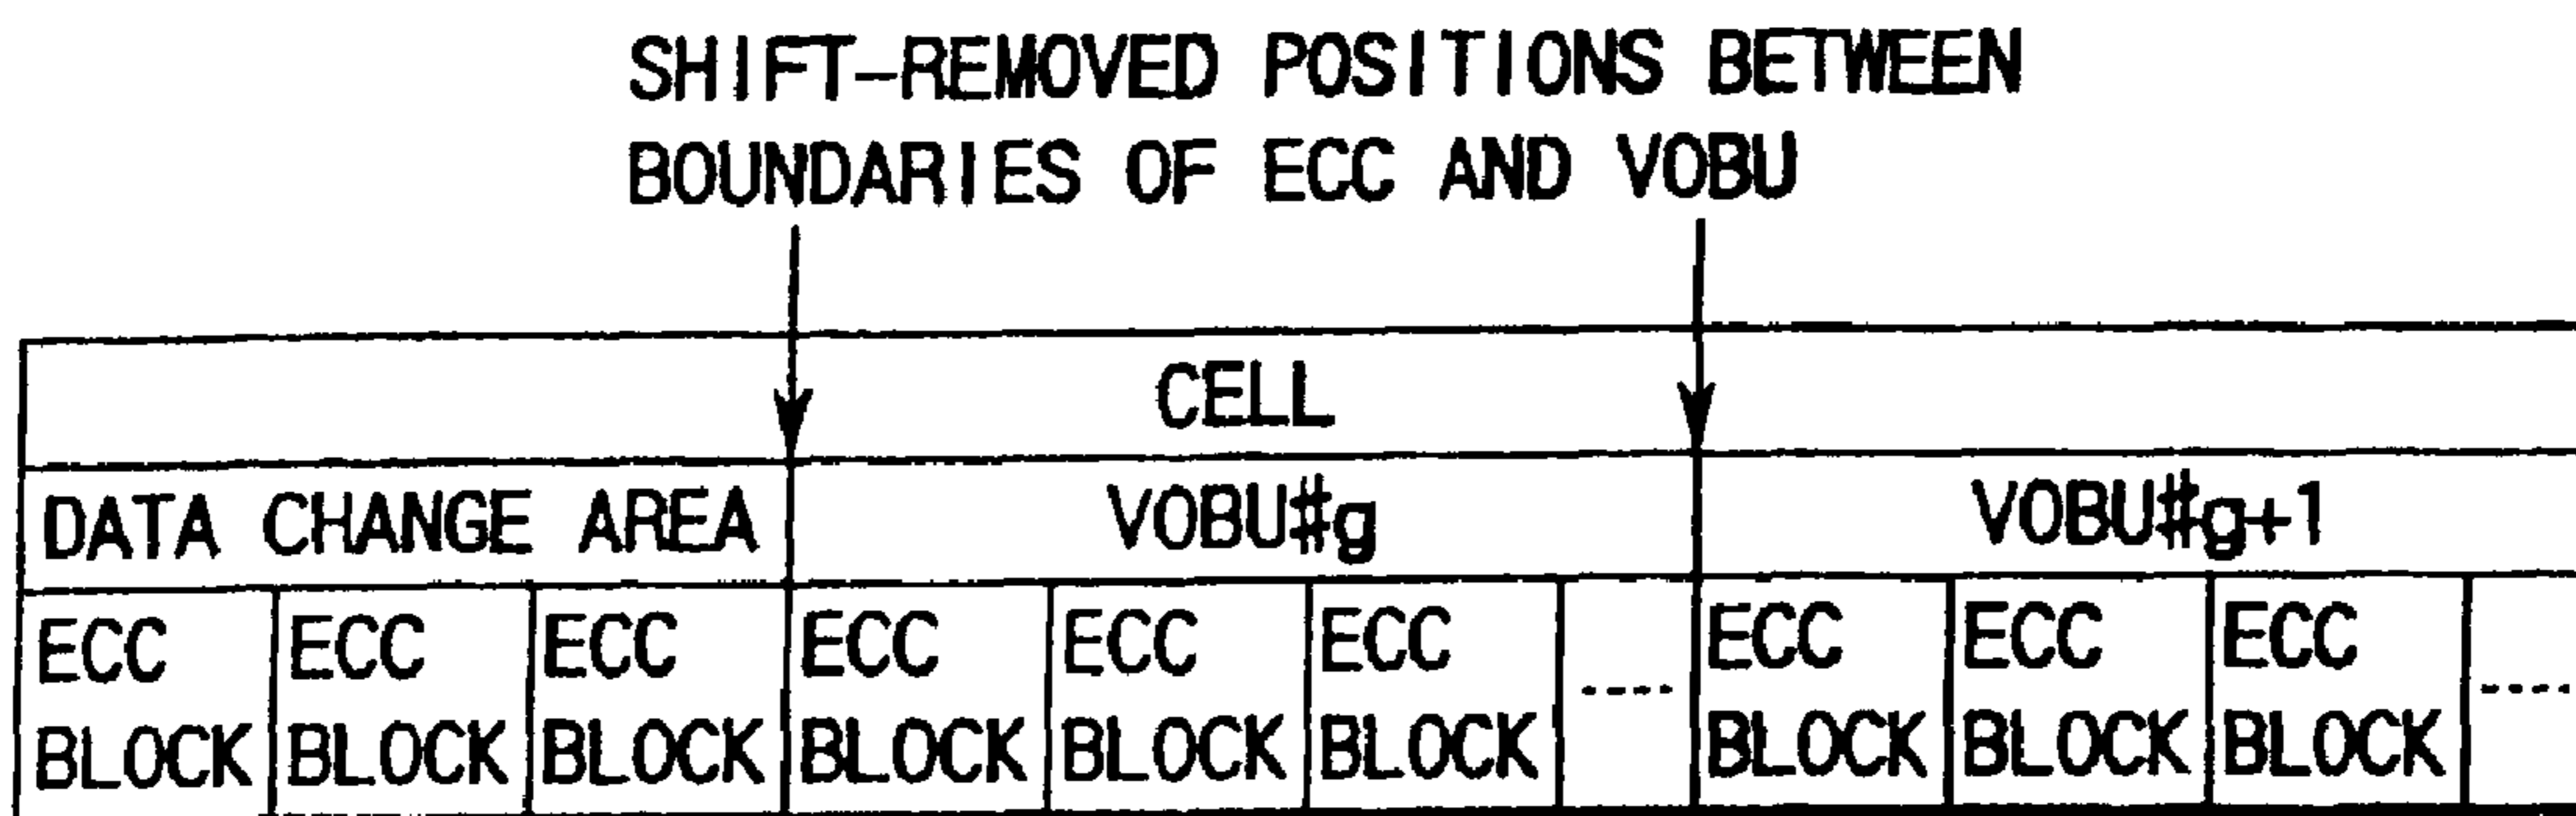 SHIFT-REMOVED POSITIONS BETWEEN
BOUNDARIES OF ECC AND VOBU
CELL
DATA CHANGE AREA VOBU#g VOBU#g+1
ECC ECC ECC ECC ECC ECC ---- ECC ECC ECC ----
BLOCK BLOCK BLOCK BLOCK BLOCK BLOCK BLOCK BLOCK BLOCK